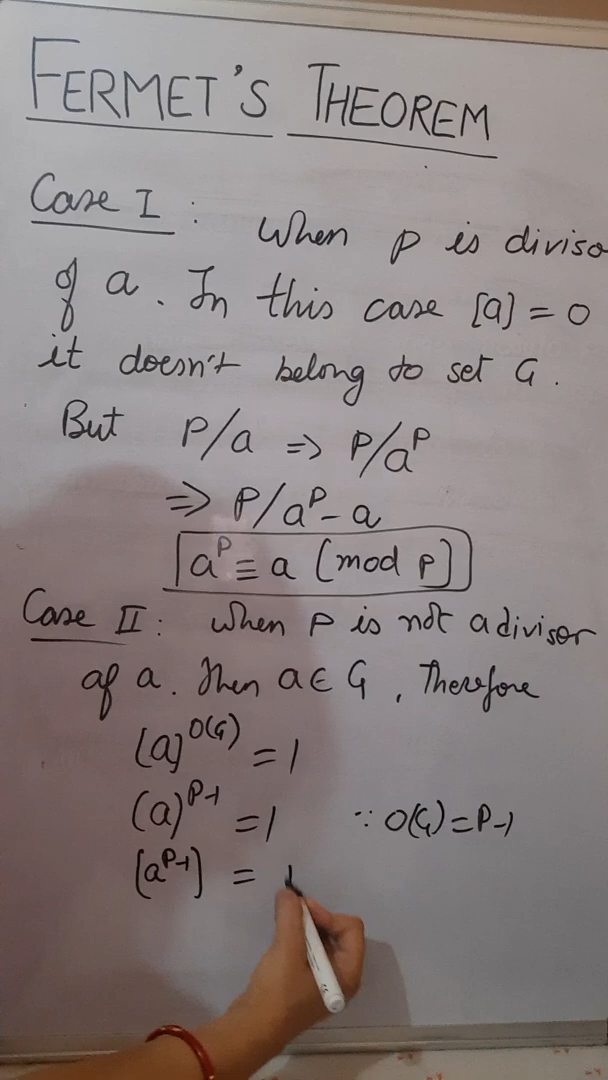 FERMET'S THEOREM
Case I : When p is diviso
of a. In this case [a] = 0
it doesn't belong to set G.
But P/a => P/a^p
=> P/a^p - a
a^p ≡ a (mod p)
Case II : When p is not a divisor
of a. Then a ∈ G, Therefore
(a)^O(G) = 1
(a)^P-1 = 1 ∵ O(G) = P-1
[a^P-1] = 1